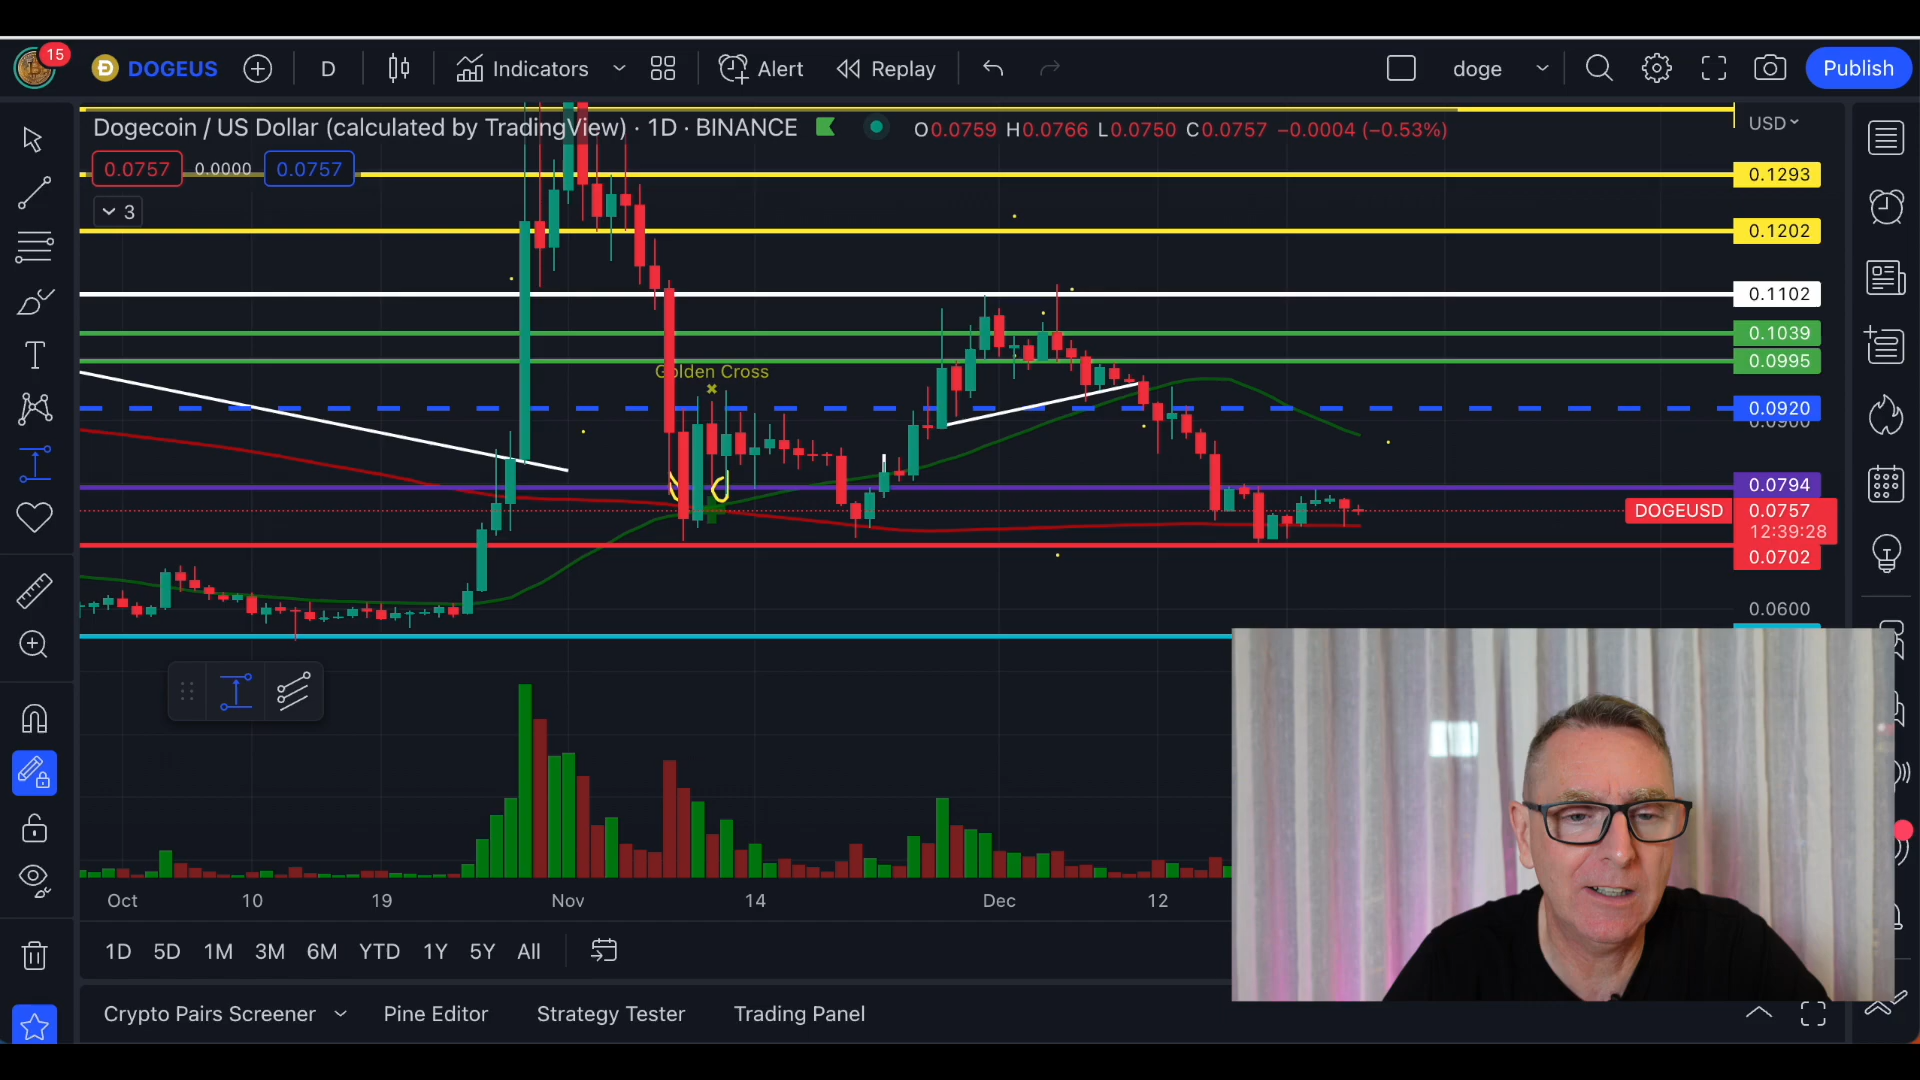 15
DOGEUS
D
Indicators
Alert
Replay
doge
Publish
Dogecoin / US Dollar (calculated by TradingView) · 1D · BINANCE
O0.0759 H0.0766 L0.0750 C0.0757 −0.0004 (−0.53%)
USD
0.0757
0.0000
0.0757
3
0.1293
0.1202
0.1102
0.1039
0.0995
Golden Cross
0.0920
0.0900
0.0794
DOGEUSD
0.0757
12:39:28
0.0702
0.0600
Oct
10
19
Nov
14
Dec
12
1D 5D 1M 3M 6M YTD 1Y 5Y All
Crypto Pairs Screener
Pine Editor
Strategy Tester
Trading Panel